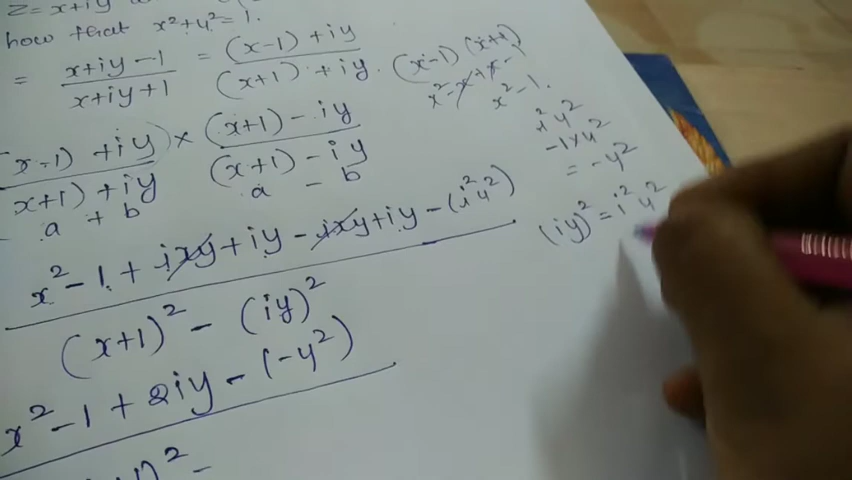 z = x+iy
how that x² + y² = 1.
= x+iy-1 / x+iy+1 = (x-1) + iy / (x+1) + iy .
(x-1) (x+1)
x² - x + x -
x² - 1.
x-1) + iy / x+1) + iy × (x+1) - iy / (x+1) - iy
a + b a - b
i² y²
-1 × y²
= -y²
(iy)² = i² y²
x² - 1 + ixy + iy - ixy + iy - (i² y²)
(x+1)² - (iy)²
x² - 1 + 2iy - (-y²)
)² -